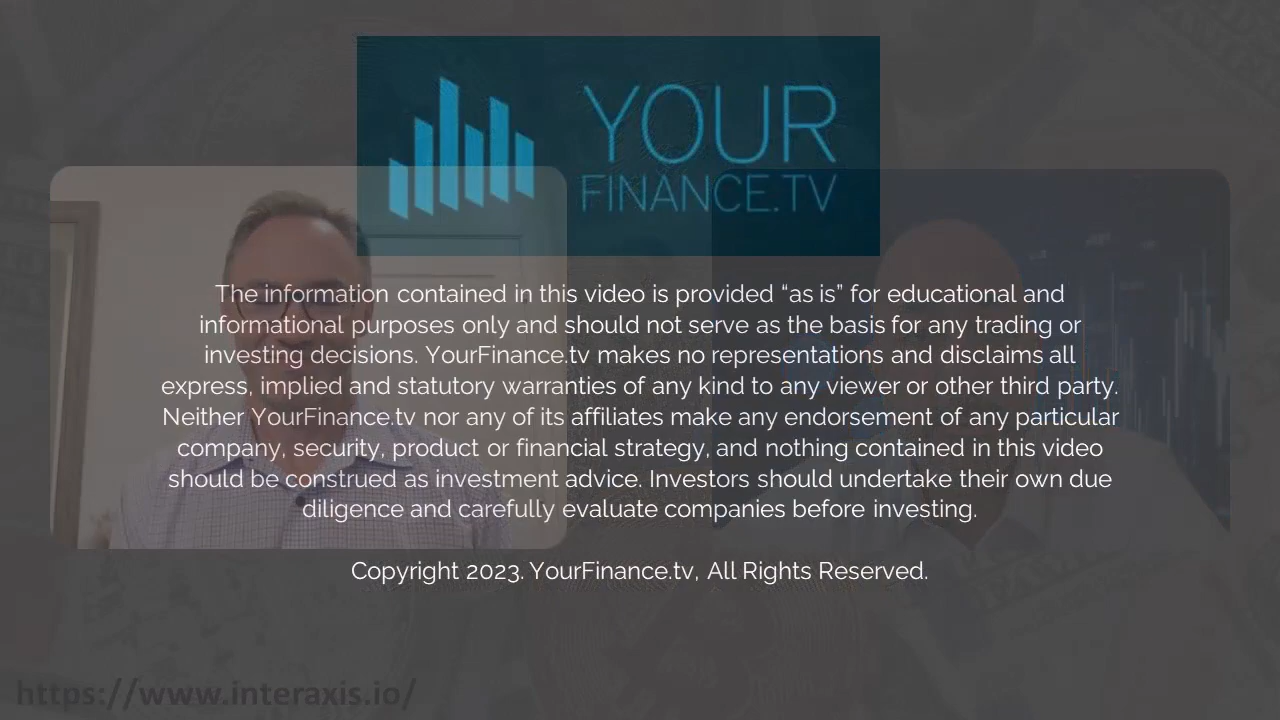 YOUR
FINANCE.TV
The information contained in this video is provided “as is” for educational and
informational purposes only and should not serve as the basis for any trading or
investing decisions. YourFinance.tv makes no representations and disclaims all
express, implied and statutory warranties of any kind to any viewer or other third party.
Neither YourFinance.tv nor any of its affiliates make any endorsement of any particular
company, security, product or financial strategy, and nothing contained in this video
should be construed as investment advice. Investors should undertake their own due
diligence and carefully evaluate companies before investing.
Copyright 2023. YourFinance.tv, All Rights Reserved.
https://www.interaxis.io/